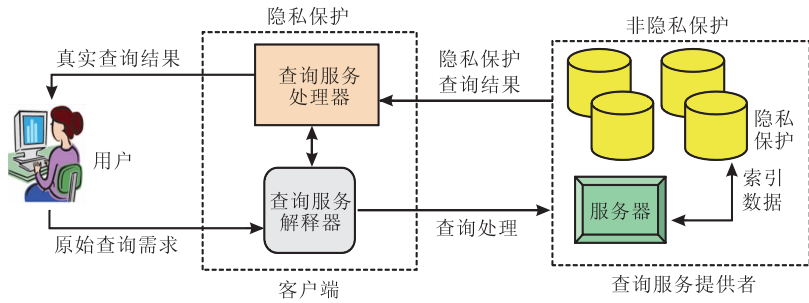 隐私保护
非隐私保护
真实查询结果
查询服务
处理器
隐私保护
查询结果
隐私
保护
用户
索引
数据
查询服务
解释器
服务器
原始查询需求
查询处理
客户端
查询服务提供者